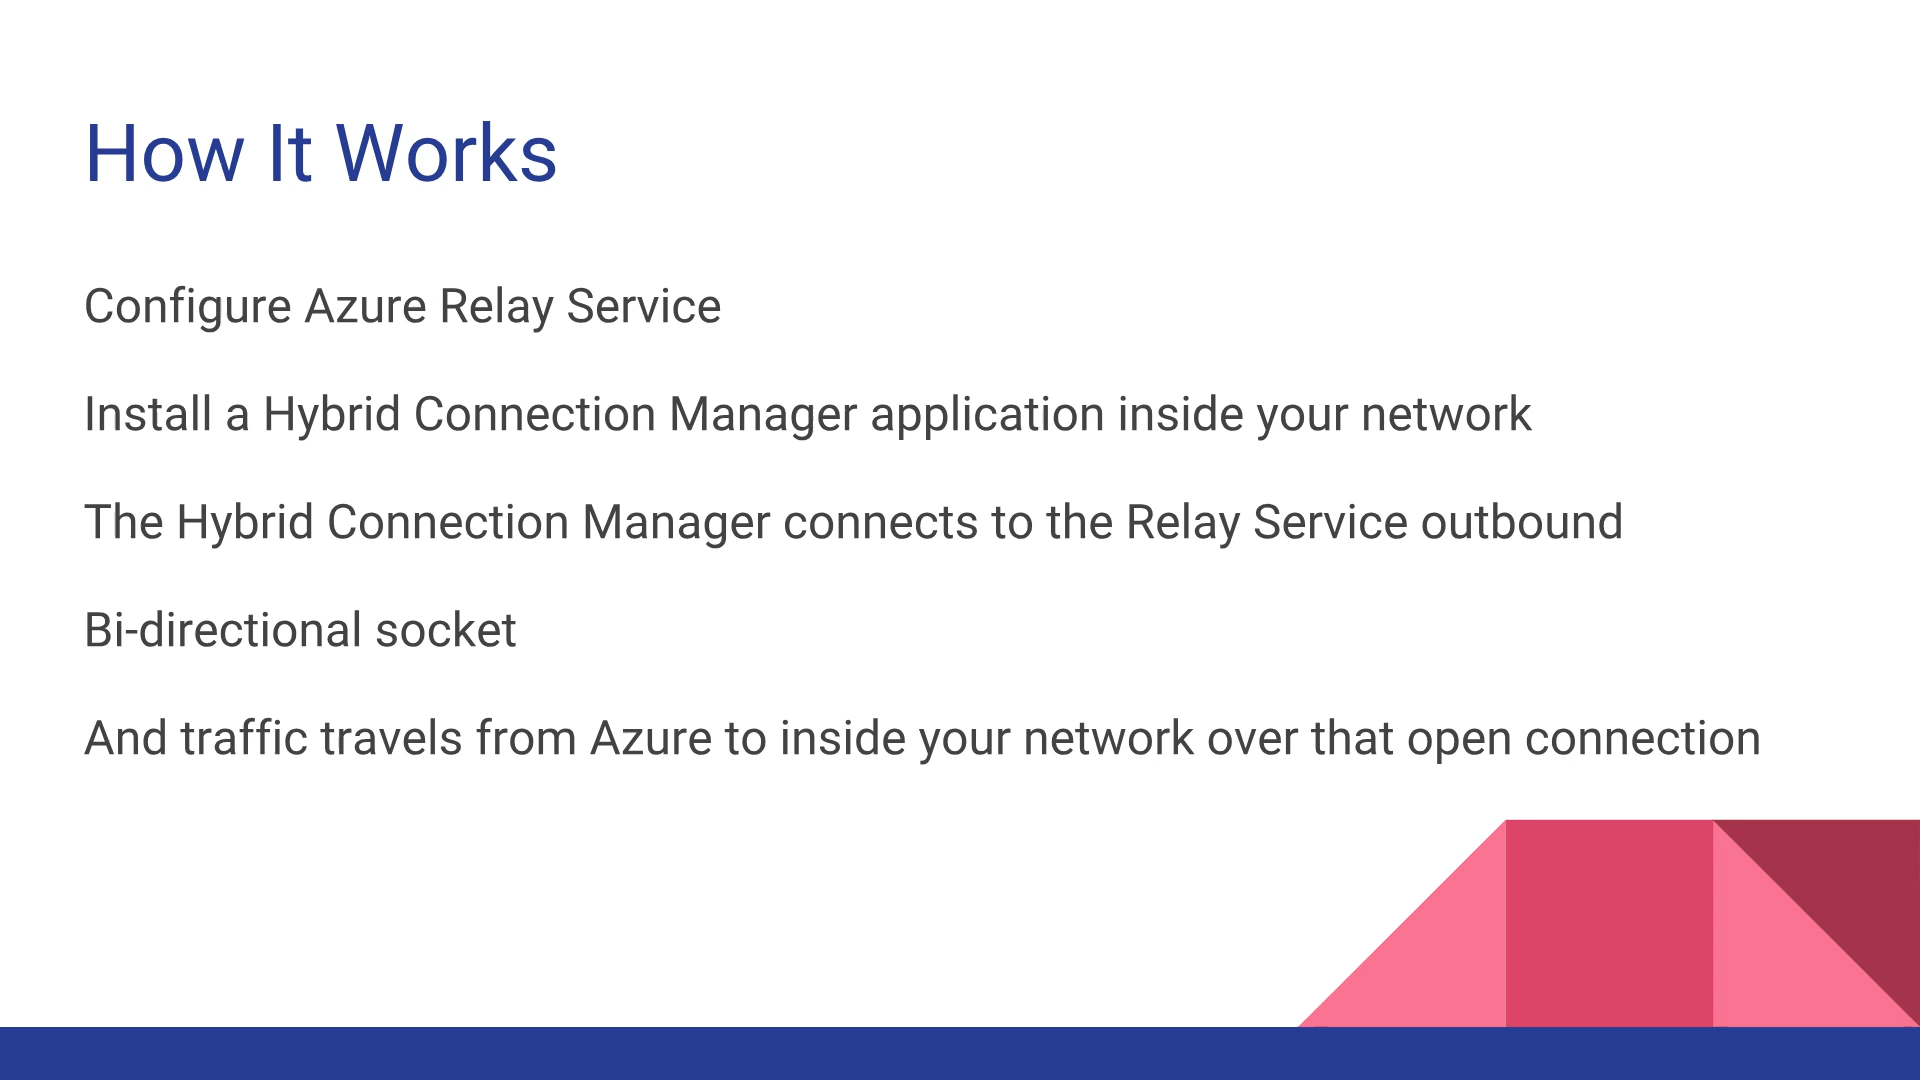 How It Works
Configure Azure Relay Service
Install a Hybrid Connection Manager application inside your network
The Hybrid Connection Manager connects to the Relay Service outbound
Bi-directional socket
And traffic travels from Azure to inside your network over that open connection